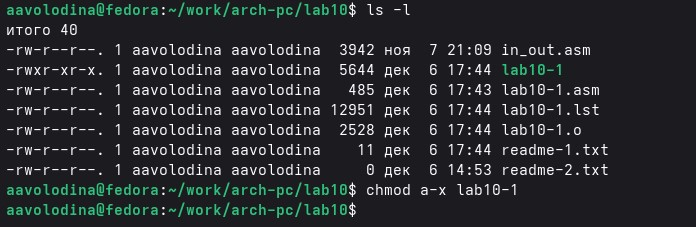 aavolodina@fedora:~/work/arch-pc/lab10$ ls -l
итого 40
-rw-r--r--. 1 aavolodina aavolodina  3942 ноя  7 21:09 in_out.asm
-rwxr-xr-x. 1 aavolodina aavolodina  5644 дек  6 17:44 lab10-1
-rw-r--r--. 1 aavolodina aavolodina   485 дек  6 17:43 lab10-1.asm
-rw-r--r--. 1 aavolodina aavolodina 12951 дек  6 17:44 lab10-1.lst
-rw-r--r--. 1 aavolodina aavolodina  2528 дек  6 17:44 lab10-1.o
-rw-r--r--. 1 aavolodina aavolodina    11 дек  6 17:44 readme-1.txt
-rw-r--r--. 1 aavolodina aavolodina     0 дек  6 14:53 readme-2.txt
aavolodina@fedora:~/work/arch-pc/lab10$ chmod a-x lab10-1
aavolodina@fedora:~/work/arch-pc/lab10$